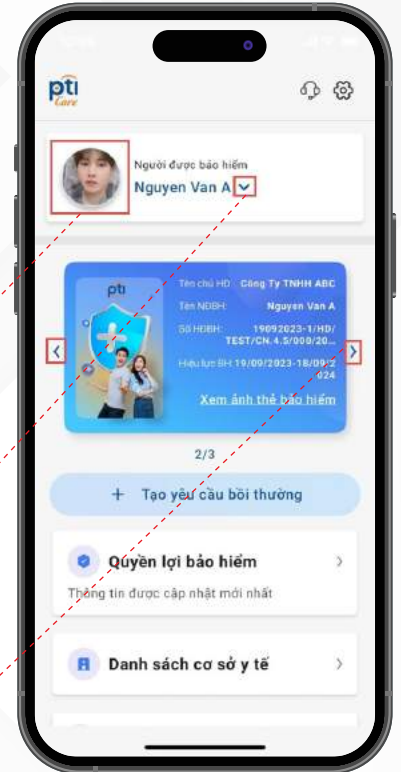 pti
Care
Người được bảo hiểm
Nguyen Van A
pti
Tên chủ HĐ Công Ty TNHH ABC
Tên NĐBH: Nguyen Van A
Số HĐBH: 19092023-1/HD/
TEST/CN.4.5/000/20...
Hiệu lực BH: 19/09/2023-18/09/2
024
Xem ảnh thẻ bảo hiểm
2/3
+ Tạo yêu cầu bồi thường
Quyền lợi bảo hiểm
Thông tin được cập nhật mới nhất
Danh sách cơ sở y tế